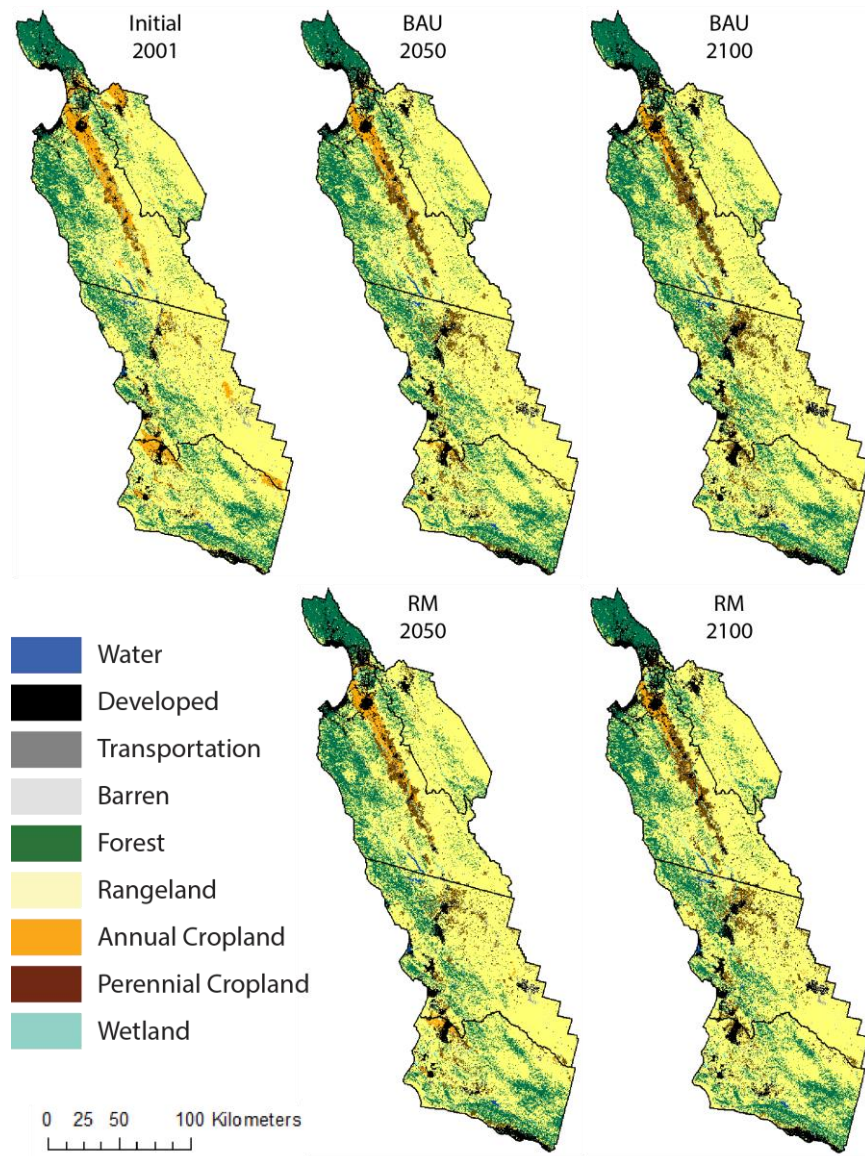 Initial
2001
BAU
2050
BAU
2100
RM
2050
RM
2100
Water
Developed
Transportation
Barren
Forest
Rangeland
Annual Cropland
Perennial Cropland
Wetland
0 25 50 100 Kilometers